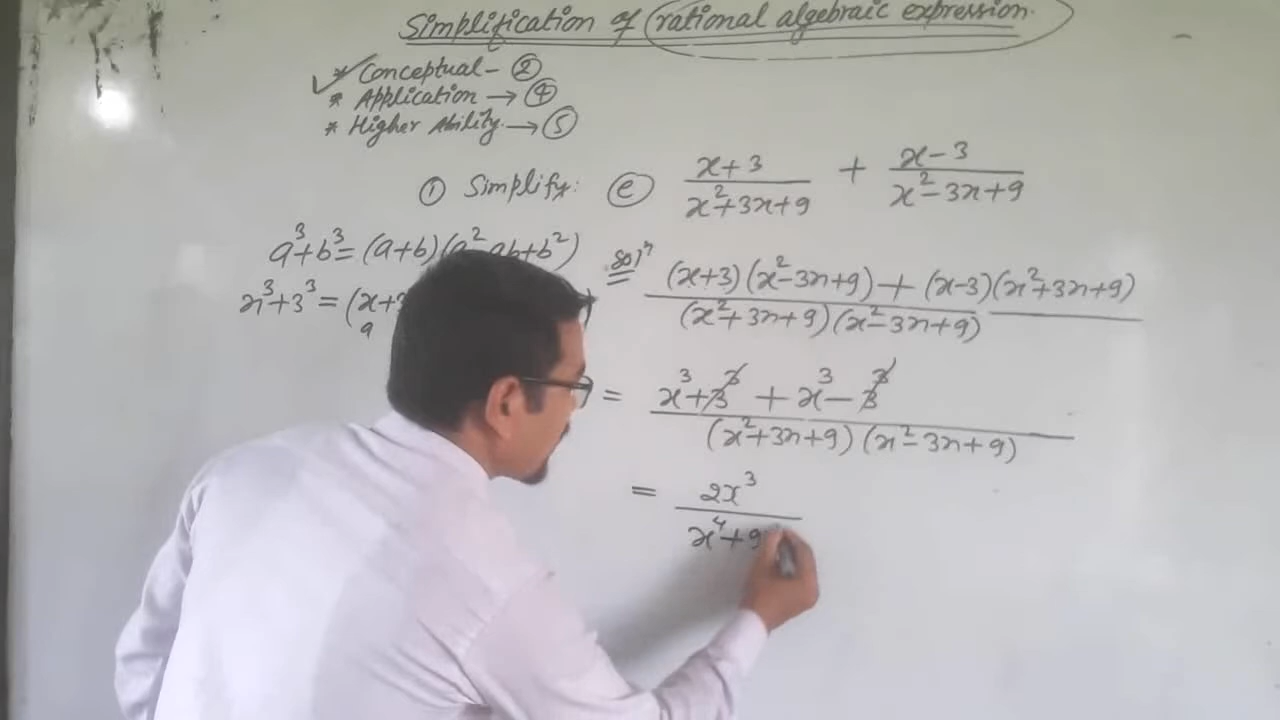 Simplification of rational algebraic expression.
* Conceptual - ②
* Application → ④
* Higher Ability → ⑤
① Simplify: ⓔ (x+3)/(x²+3x+9) + (x-3)/(x²-3x+9)
a³+b³ = (a+b)(a²-ab+b²)
x³+3³ = (x+
a
Solⁿ
((x+3)(x²-3x+9) + (x-3)(x²+3x+9))/((x²+3x+9)(x²-3x+9))
= (x³+3³ + x³-3³)/((x²+3x+9)(x²-3x+9))
= 2x³/(x⁴+9